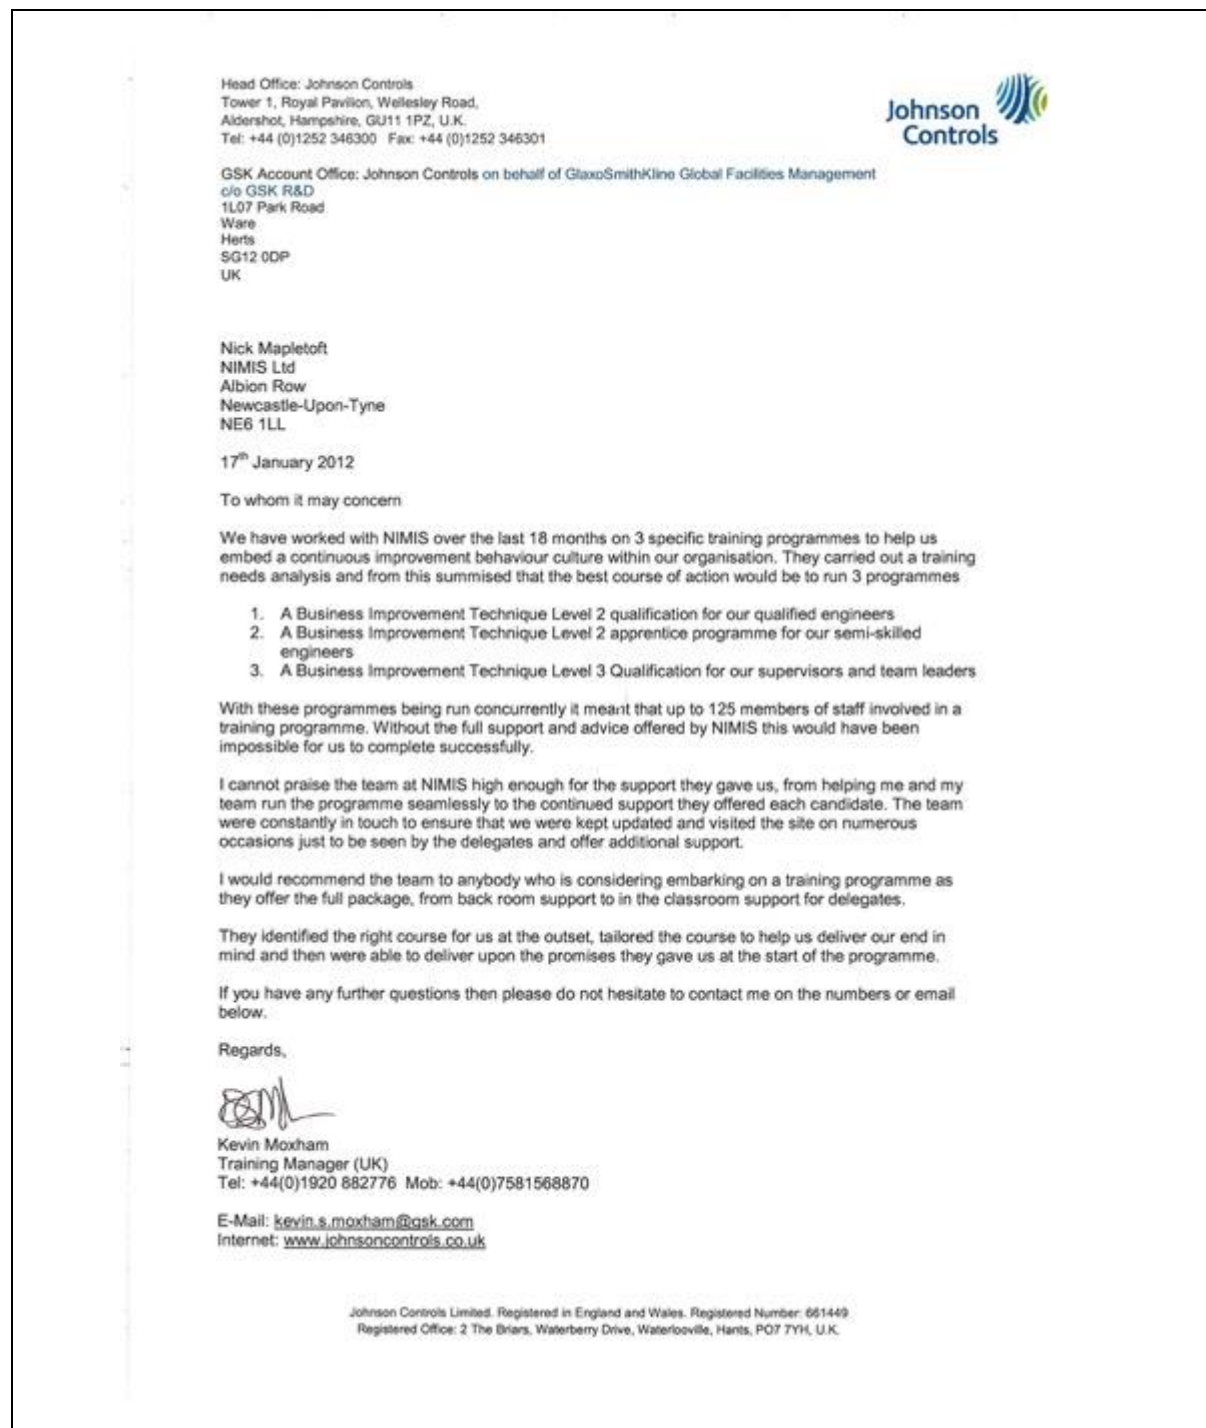 Head Office: Johnson Controls
Tower 1, Royal Pavilion, Wellesley Road,
Aldershot, Hampshire, GU11 1PZ, U.K.
Tel: +44 (0)1252 346300 Fax: +44 (0)1252 346301
Johnson
Controls
GSK Account Office: Johnson Controls on behalf of GlaxoSmithKline Global Facilities Management
c/o GSK R&D
1L07 Park Road
Ware
Herts
SG12 0DP
UK
Nick Mapletoft
NIMIS Ltd
Albion Row
Newcastle-Upon-Tyne
NE6 1LL
17th January 2012
To whom it may concern
We have worked with NIMIS over the last 18 months on 3 specific training programmes to help us
embed a continuous improvement behaviour culture within our organisation. They carried out a training
needs analysis and from this summised that the best course of action would be to run 3 programmes
1. A Business Improvement Technique Level 2 qualification for our qualified engineers
2. A Business Improvement Technique Level 2 apprentice programme for our semi-skilled
engineers
3. A Business Improvement Technique Level 3 Qualification for our supervisors and team leaders
With these programmes being run concurrently it meant that up to 125 members of staff involved in a
training programme. Without the full support and advice offered by NIMIS this would have been
impossible for us to complete successfully.
I cannot praise the team at NIMIS high enough for the support they gave us, from helping me and my
team run the programme seamlessly to the continued support they offered each candidate. The team
were constantly in touch to ensure that we were kept updated and visited the site on numerous
occasions just to be seen by the delegates and offer additional support.
I would recommend the team to anybody who is considering embarking on a training programme as
they offer the full package, from back room support to in the classroom support for delegates.
They identified the right course for us at the outset, tailored the course to help us deliver our end in
mind and then were able to deliver upon the promises they gave us at the start of the programme.
If you have any further questions then please do not hesitate to contact me on the numbers or email
below.
Regards,
Kevin Moxham
Training Manager (UK)
Tel: +44(0)1920 882776 Mob: +44(0)7581568870
E-Mail: kevin.s.moxham@gsk.com
Internet: www.johnsoncontrols.co.uk
Johnson Controls Limited. Registered in England and Wales. Registered Number: 661449
Registered Office: 2 The Briars, Waterberry Drive, Waterlooville, Hants, PO7 7YH, U.K.